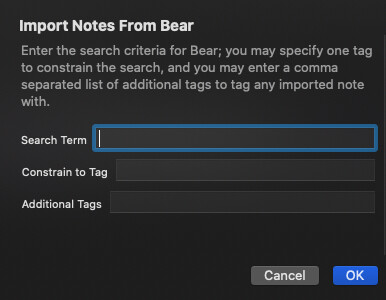 Import Notes From Bear
Enter the search criteria for Bear; you may specify one tag
to constrain the search, and you may enter a comma
separated list of additional tags to tag any imported note
with.
Search Term
Constrain to Tag
Additional Tags
Cancel
OK